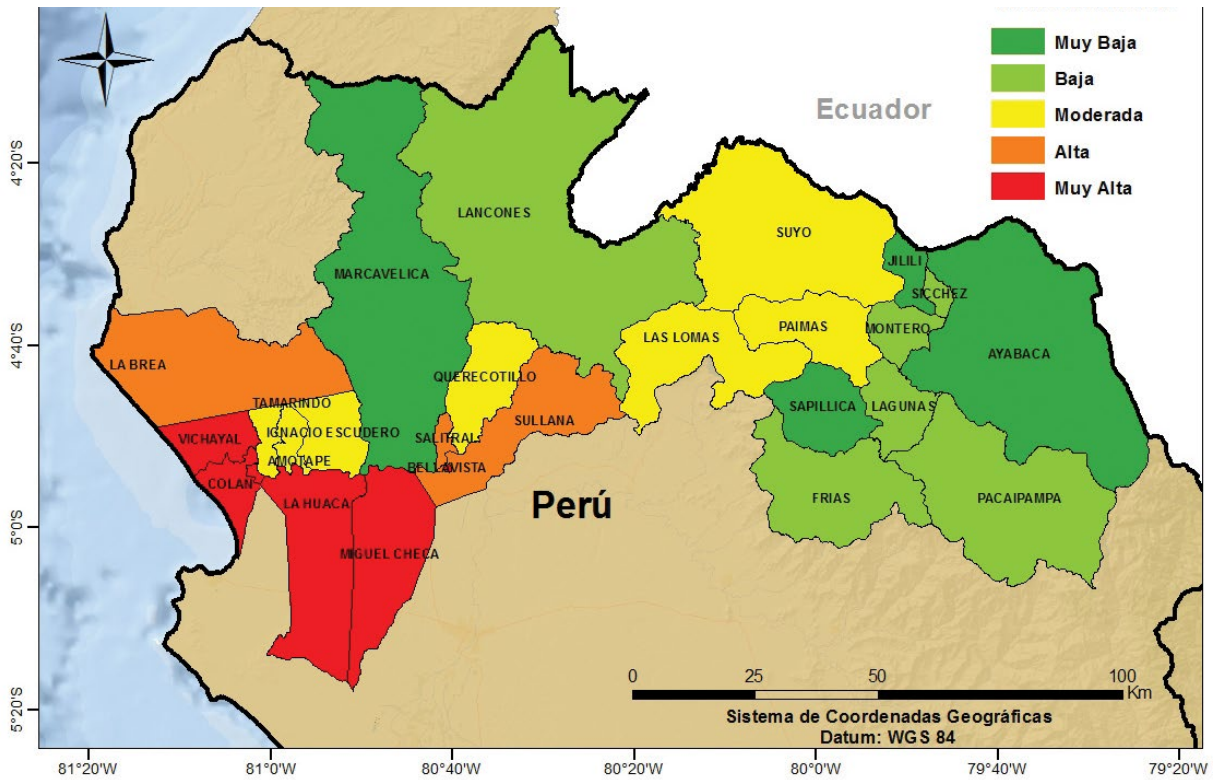 Muy Baja
Baja
Ecuador
Moderada
Alta
Muy Alta
4°20'S
LANCONES
SUYO
MARCAVELICA
JILILI
SICCHEZ
LAS LOMAS
PAIMAS
MONTERO
4°40'S
AYABACA
LA BREA
QUERECOTILLO
TAMARINDO
SAPILLICA
LAGUNAS
SULLANA
VICHAYAL
IGNACIO ESCUDERO
SALITRAL
AMOTAPE
BELLAVISTA
COLAN
LA HUACA
Perú
FRIAS
PACAIPAMPA
5°00'S
MIGUEL CHECA
0 25 50 100
Km
Sistema de Coordenadas Geográficas
Datum: WGS 84
5°20'S
81°20'W 81°0'W 80°40'W 80°20'W 80°0'W 79°40'W 79°20'W